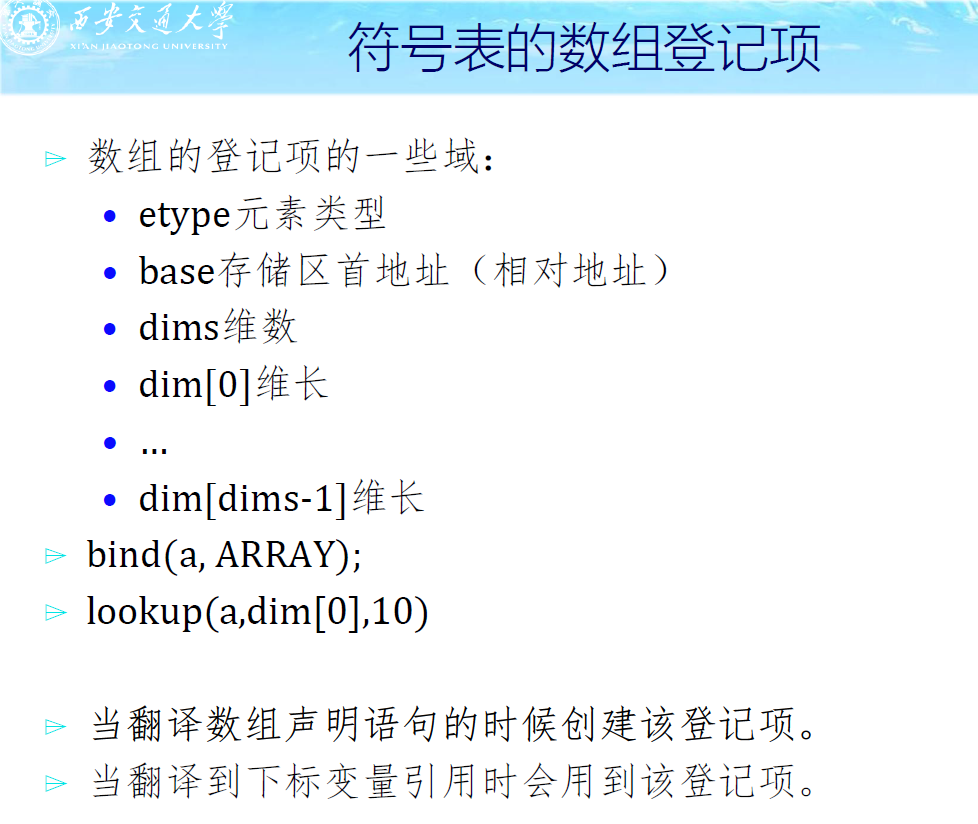 西安交通大學
XI'AN JIAOTONG UNIVERSITY
符号表的数组登记项
数组的登记项的一些域：
etype元素类型
base存储区首地址（相对地址）
dims维数
dim[0]维长
...
dim[dims-1]维长
bind(a, ARRAY);
lookup(a,dim[0],10)
当翻译数组声明语句的时候创建该登记项。
当翻译到下标变量引用时会用到该登记项。